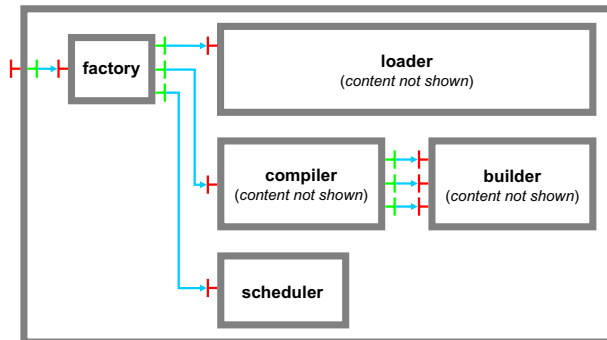 loader
(content not shown)
factory
compiler
(content not shown)
builder
(content not shown)
scheduler